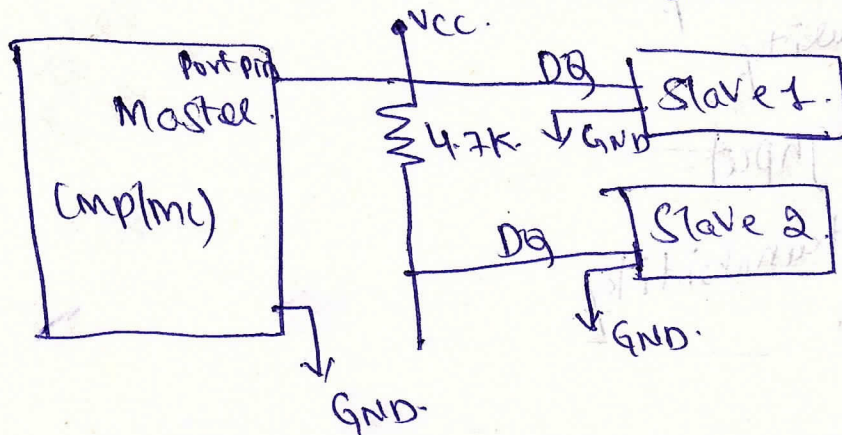 VCC.
Port pin
DQ
Slave 1.
Master.
4.7K.
GND
(mp/mc)
DQ
Slave 2.
GND.
GND.